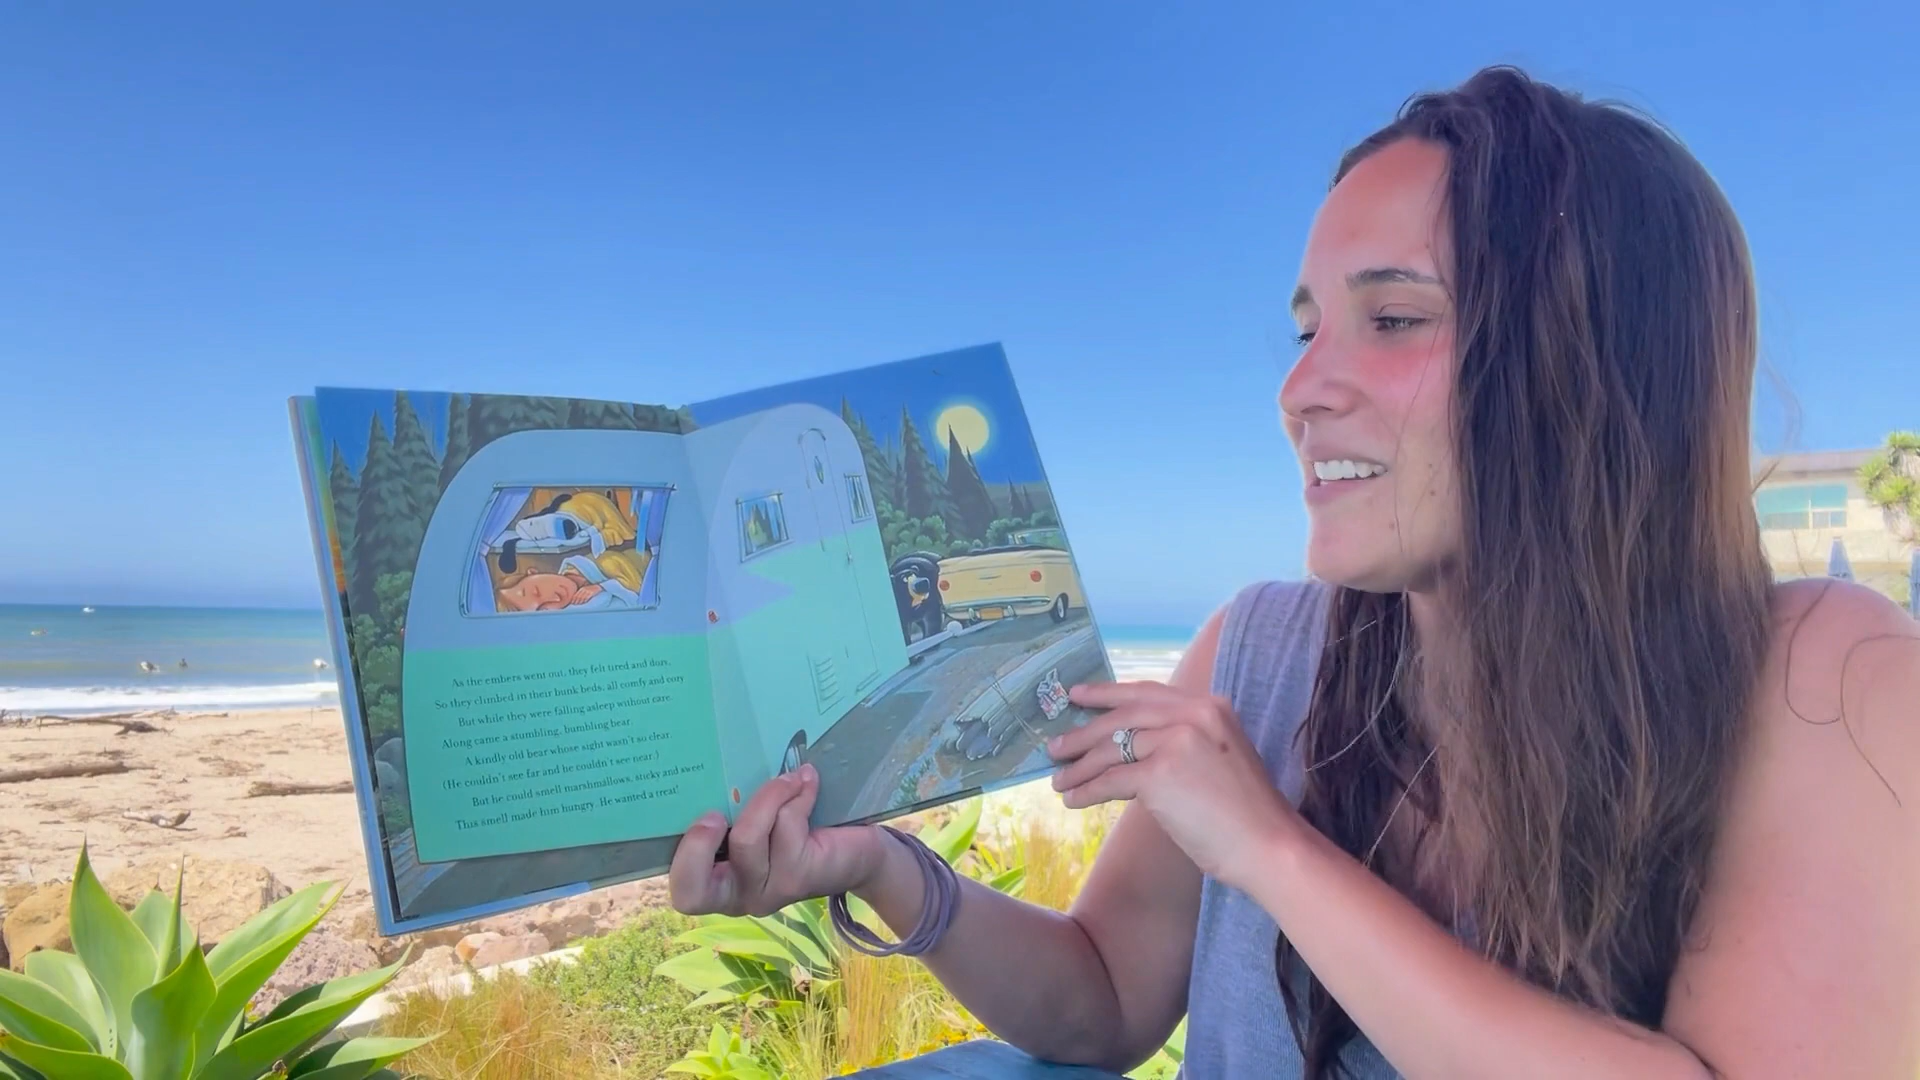 As the embers went out, they felt tired and dozy,
So they climbed in their bunk beds, all comfy and cozy
But while they were falling asleep without care
Along came a stumbling, bumbling bear.
A kindly old bear whose sight wasn't so clear.
(He couldn't see far and he couldn't see near.)
But he could smell marshmallows, sticky and sweet
This smell made him hungry. He wanted a treat!